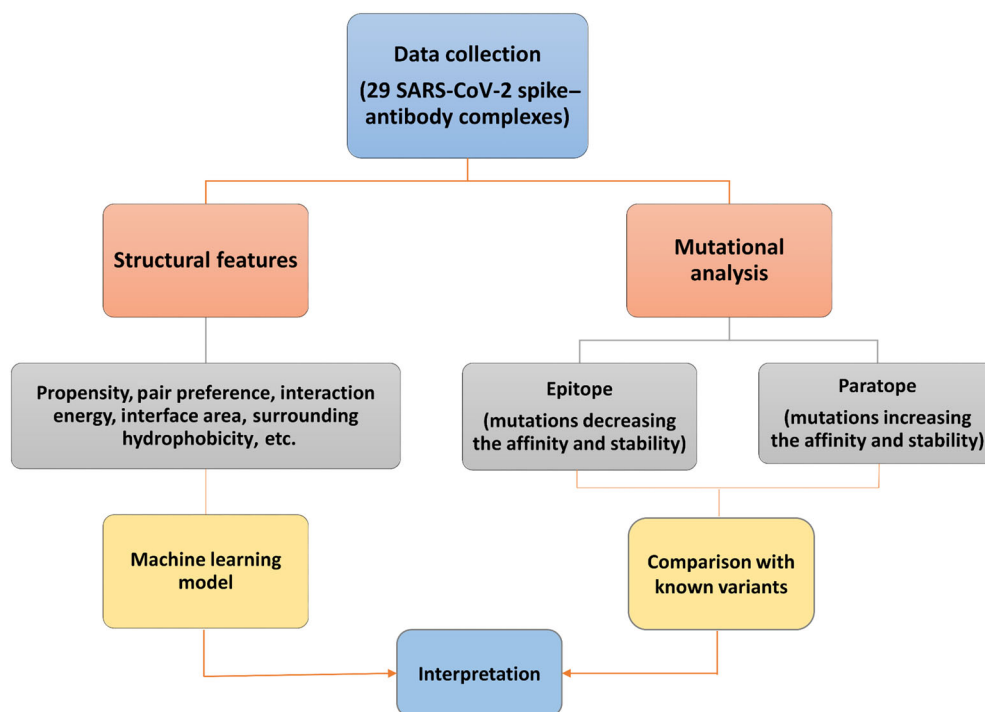 Data collection
(29 SARS-CoV-2 spike–
antibody complexes)
Structural features
Mutational
analysis
Propensity, pair preference, interaction
energy, interface area, surrounding
hydrophobicity, etc.
Epitope
(mutations decreasing
the affinity and stability)
Paratope
(mutations increasing
the affinity and stability)
Machine learning
model
Comparison with
known variants
Interpretation